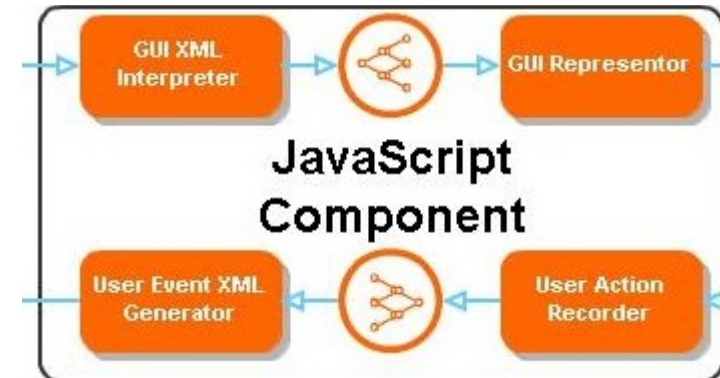 GUI XML
Interpreter
GUI Representor
JavaScript
Component
User Event XML
Generator
User Action
Recorder